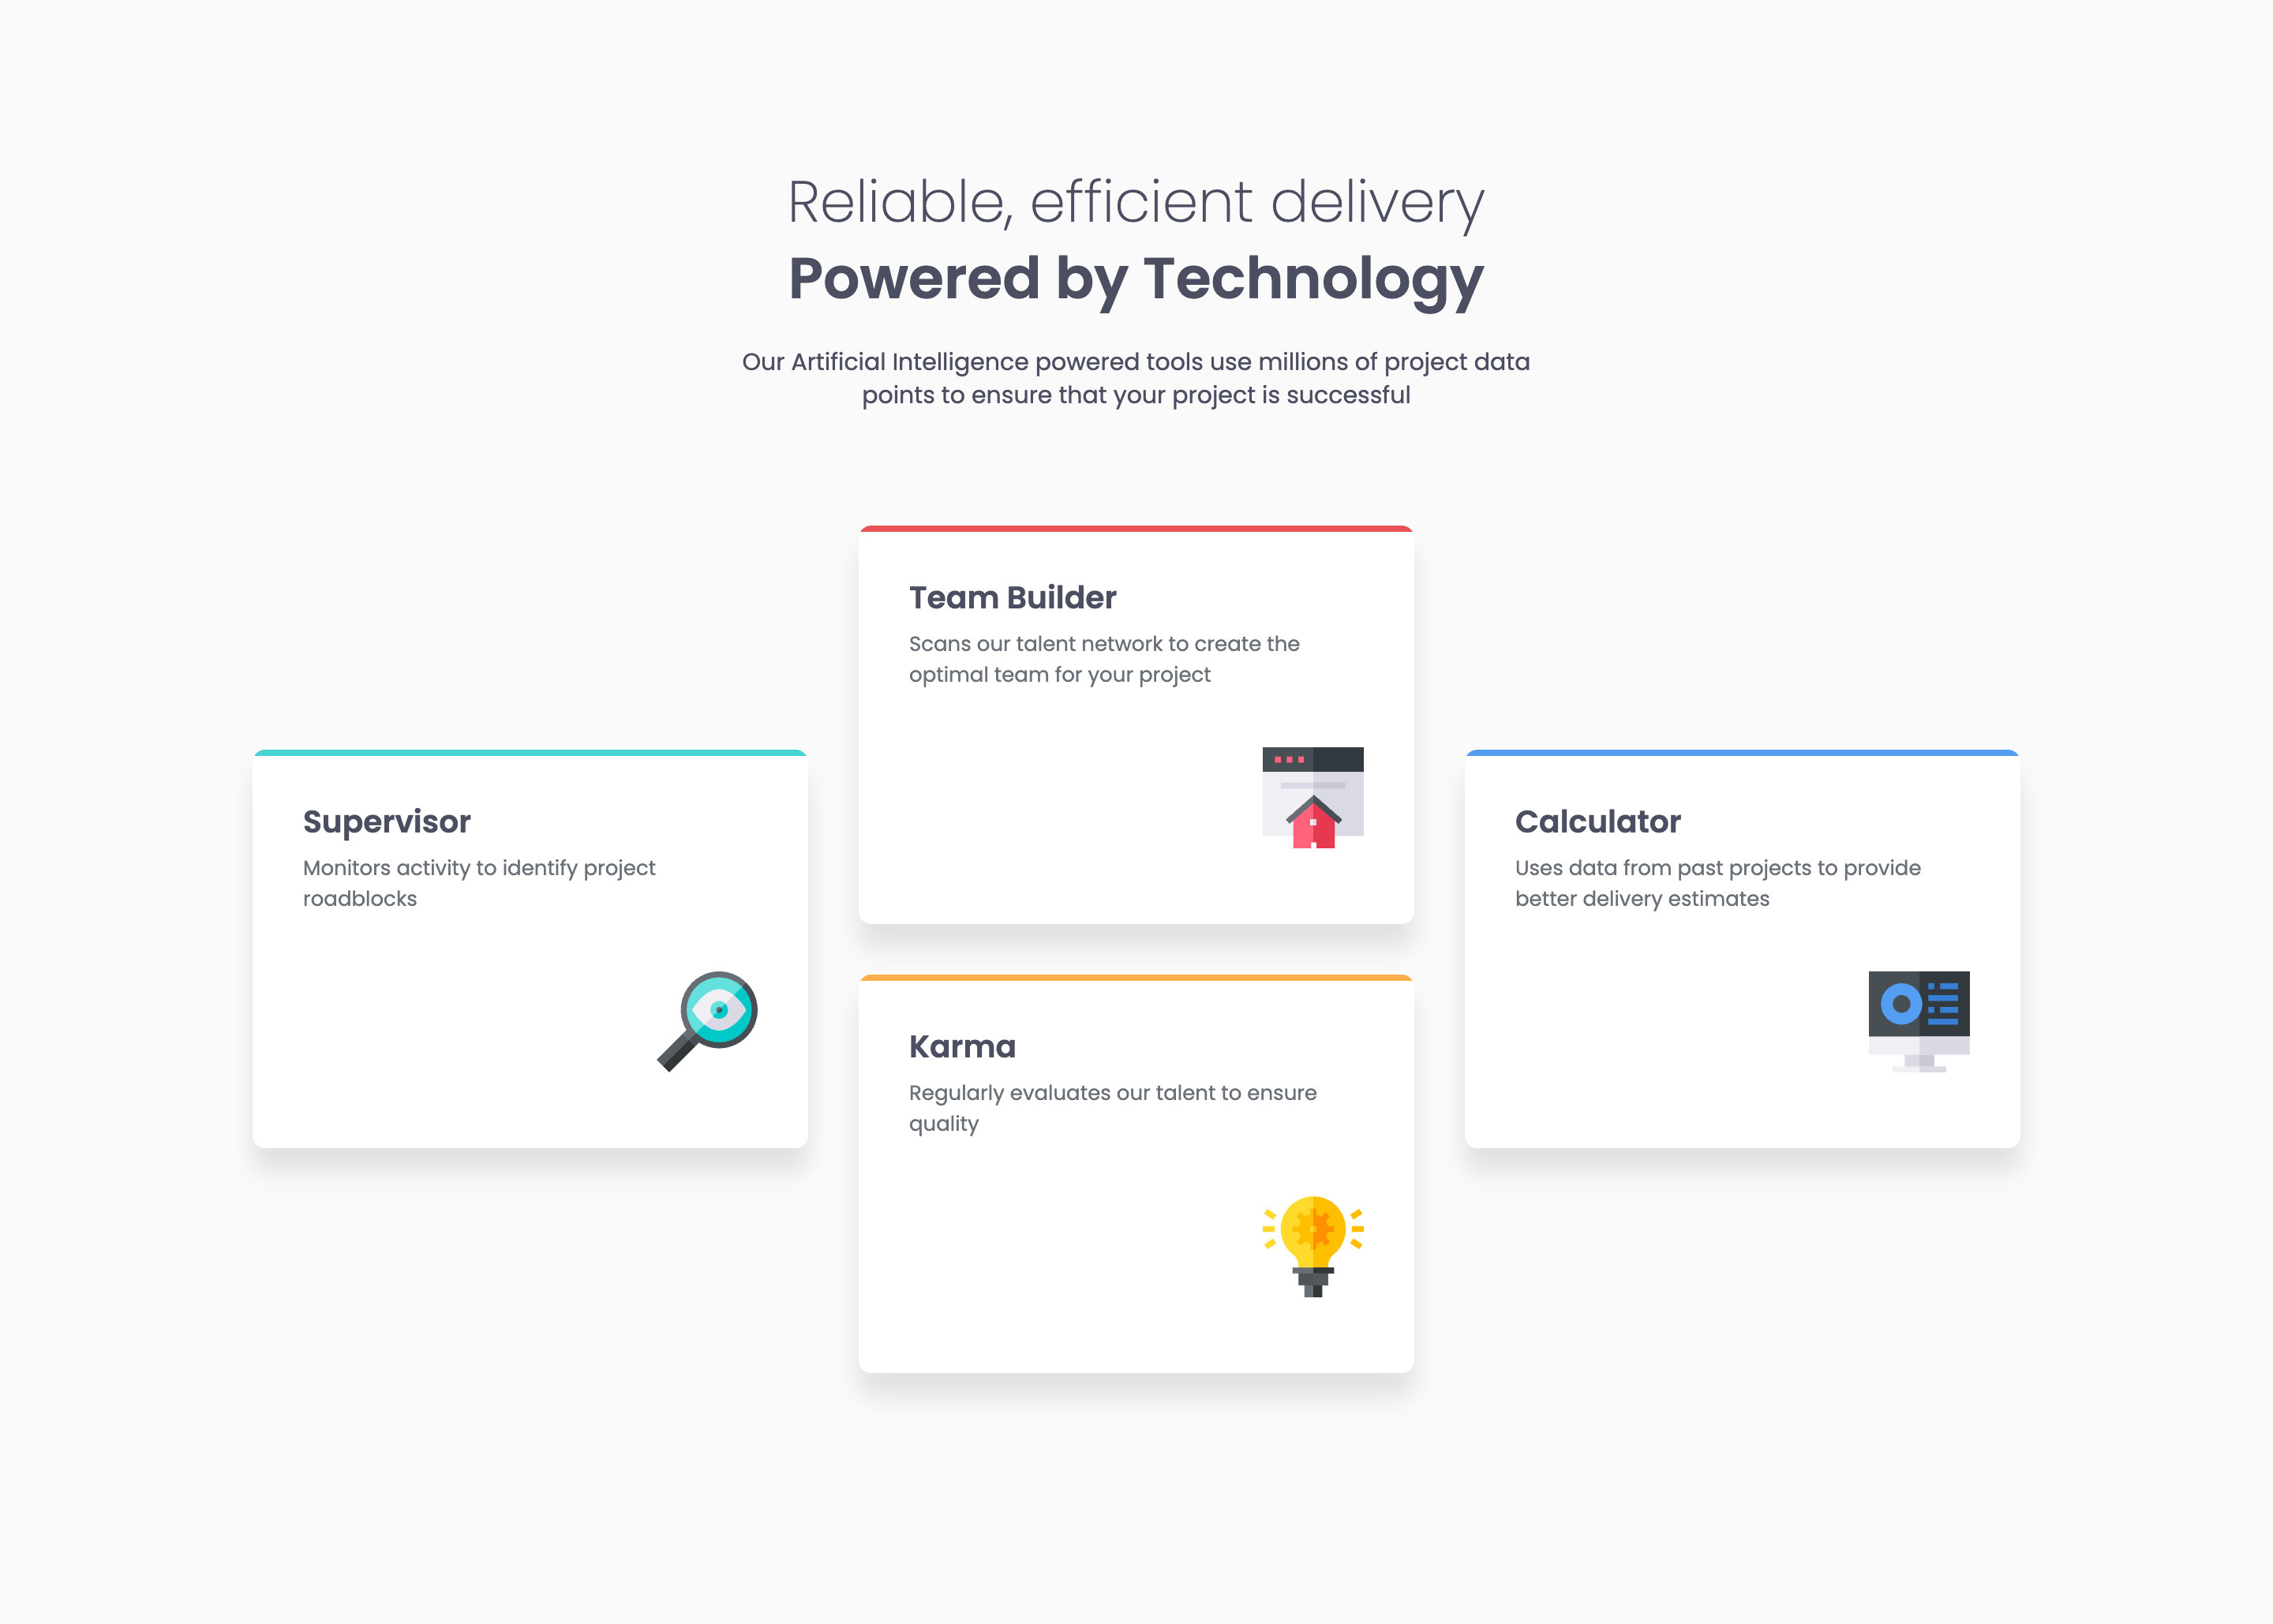 Reliable, efficient delivery
Powered by Technology
Our Artificial Intelligence powered tools use millions of project data
points to ensure that your project is successful
Supervisor
Monitors activity to identify project
roadblocks
Team Builder
Scans our talent network to create the
optimal team for your project
Karma
Regularly evaluates our talent to ensure
quality
Calculator
Uses data from past projects to provide
better delivery estimates